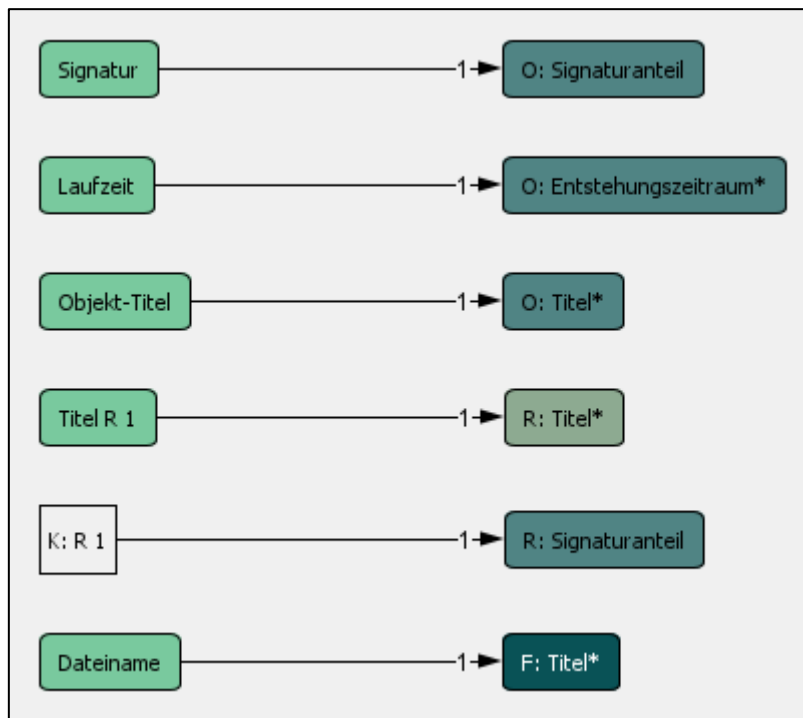 Signatur 1 O: Signaturanteil
Laufzeit 1 O: Entstehungszeitraum*
Objekt-Titel 1 O: Titel*
Titel R 1 1 R: Titel*
K: R 1 1 R: Signaturanteil
Dateiname 1 F: Titel*